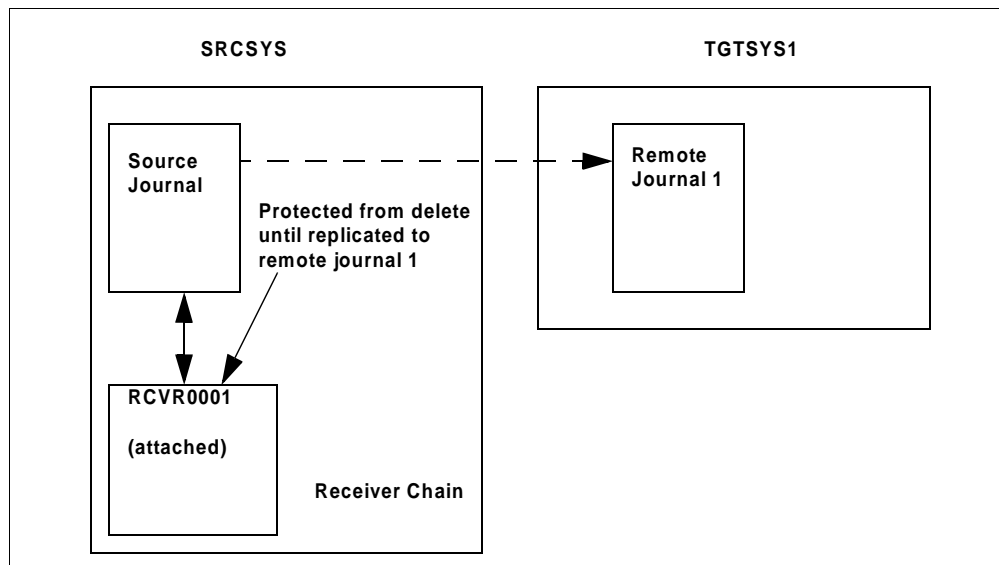 SRCSYS
TGTSYS1
Source
Journal
Remote
Journal 1
Protected from delete
until replicated to
remote journal 1
RCVR0001
(attached)
Receiver Chain